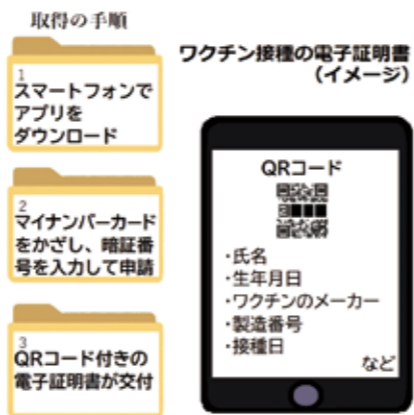 取得の手順
1
スマートフォンで
アプリを
ダウンロード
2
マイナンバーカード
をかざし、暗証番
号を入力して申請
3
QRコード付きの
電子証明書が交付
ワクチン接種の電子証明書
(イメージ)
QRコード
・氏名
・生年月日
・ワクチンのメーカー
・製造番号
・接種日
など